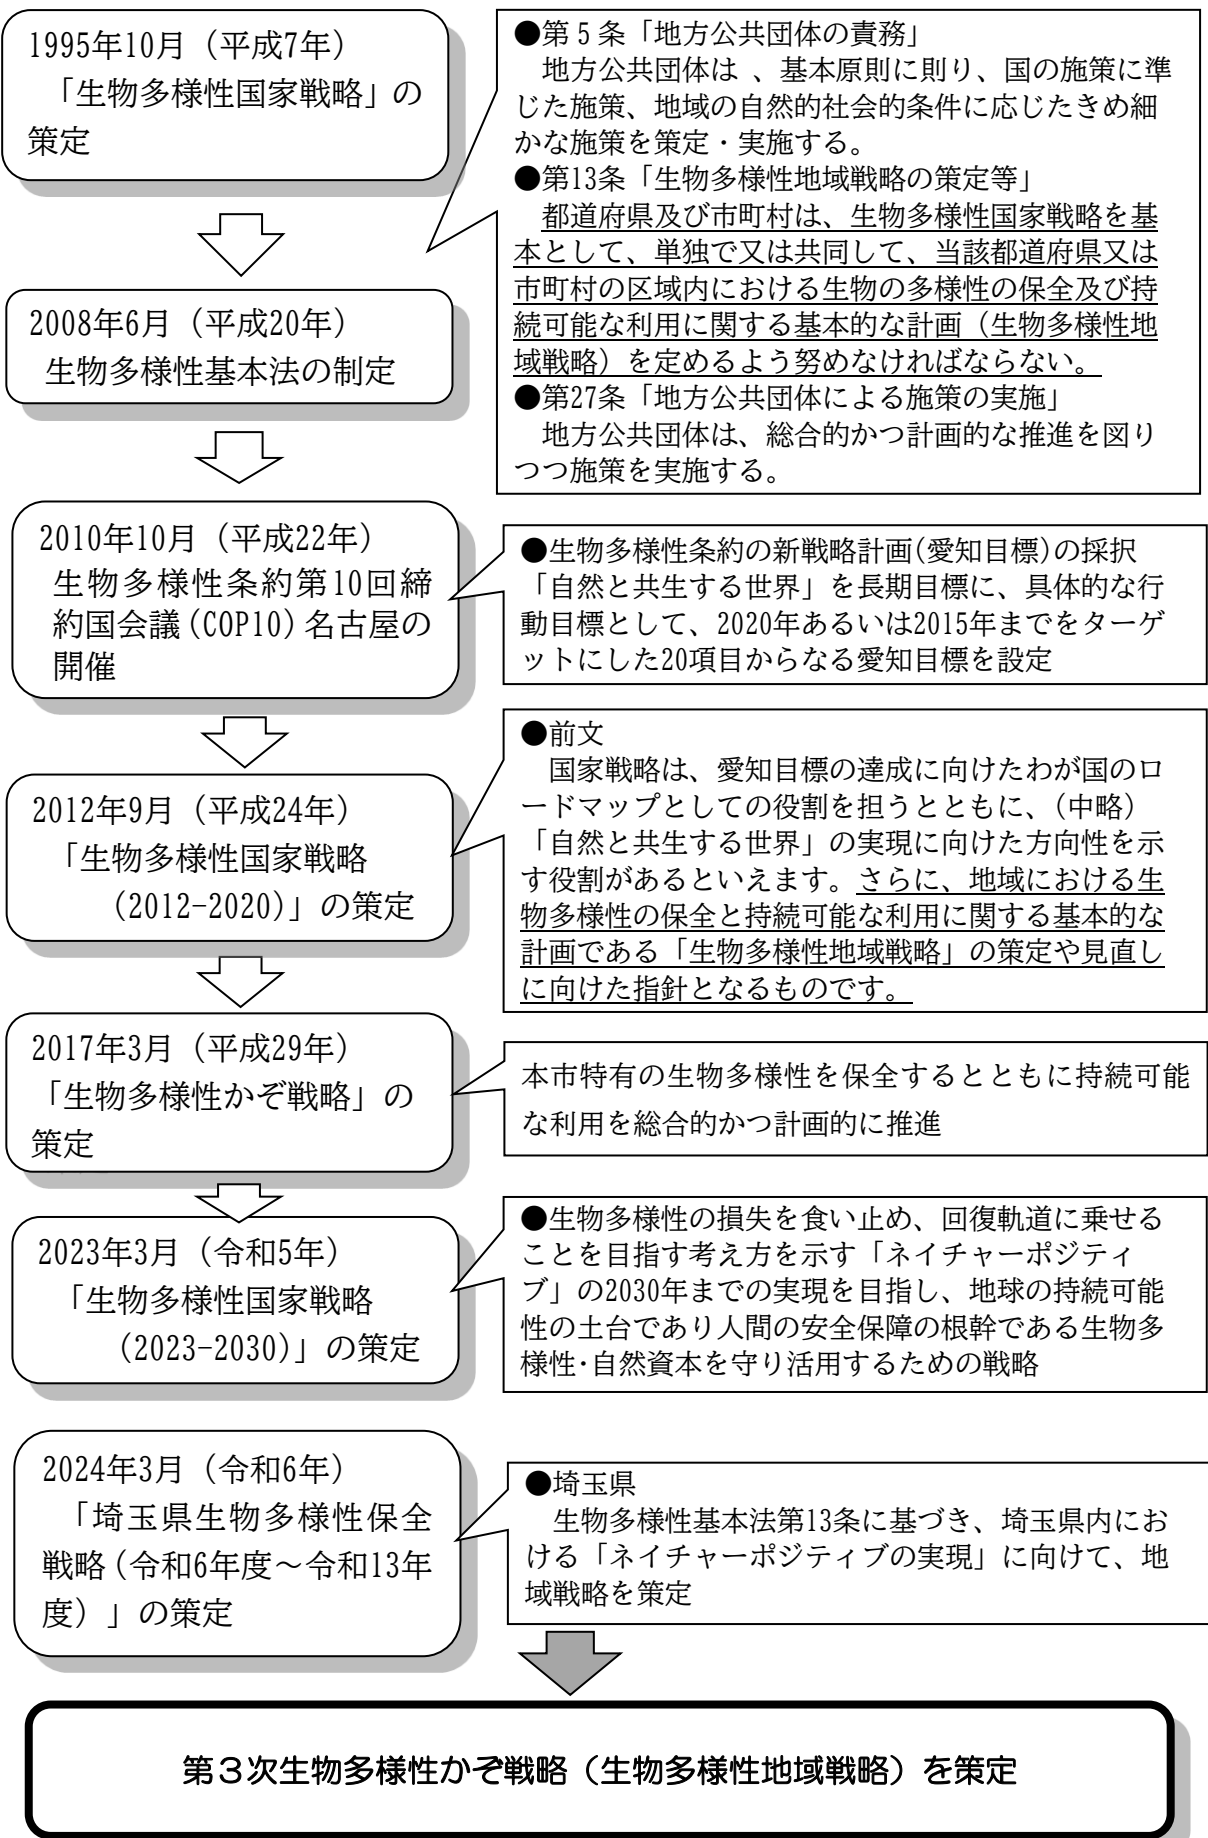 1995年10月（平成7年）
「生物多様性国家戦略」の
策定
●第５条「地方公共団体の責務」
地方公共団体は 、基本原則に則り、国の施策に準
じた施策、地域の自然的社会的条件に応じたきめ細
かな施策を策定・実施する。
●第13条「生物多様性地域戦略の策定等」
都道府県及び市町村は、生物多様性国家戦略を基
本として、単独で又は共同して、当該都道府県又は
市町村の区域内における生物の多様性の保全及び持
続可能な利用に関する基本的な計画（生物多様性地
域戦略）を定めるよう努めなければならない。
●第27条「地方公共団体による施策の実施」
地方公共団体は、総合的かつ計画的な推進を図り
つつ施策を実施する。
2008年6月（平成20年）
生物多様性基本法の制定
2010年10月（平成22年）
生物多様性条約第10回締
約国会議(COP10)名古屋の
開催
●生物多様性条約の新戦略計画(愛知目標)の採択
「自然と共生する世界」を長期目標に、具体的な行
動目標として、2020年あるいは2015年までをターゲ
ットにした20項目からなる愛知目標を設定
2012年9月（平成24年）
「生物多様性国家戦略
（2012-2020）」の策定
●前文
国家戦略は、愛知目標の達成に向けたわが国のロ
ードマップとしての役割を担うとともに、（中略）
「自然と共生する世界」の実現に向けた方向性を示
す役割があるといえます。さらに、地域における生
物多様性の保全と持続可能な利用に関する基本的な
計画である「生物多様性地域戦略」の策定や見直し
に向けた指針となるものです。
2017年3月（平成29年）
「生物多様性かぞ戦略」の
策定
本市特有の生物多様性を保全するとともに持続可能
な利用を総合的かつ計画的に推進
2023年3月（令和5年）
「生物多様性国家戦略
（2023-2030）」の策定
●生物多様性の損失を食い止め、回復軌道に乗せる
ことを目指す考え方を示す「ネイチャーポジティ
ブ」の2030年までの実現を目指し、地球の持続可能
性の土台であり人間の安全保障の根幹である生物多
様性･自然資本を守り活用するための戦略
2024年3月（令和6年）
「埼玉県生物多様性保全
戦略（令和6年度～令和13年
度）」の策定
●埼玉県
生物多様性基本法第13条に基づき、埼玉県内にお
ける「ネイチャーポジティブの実現」に向けて、地
域戦略を策定
第３次生物多様性かぞ戦略（生物多様性地域戦略）を策定